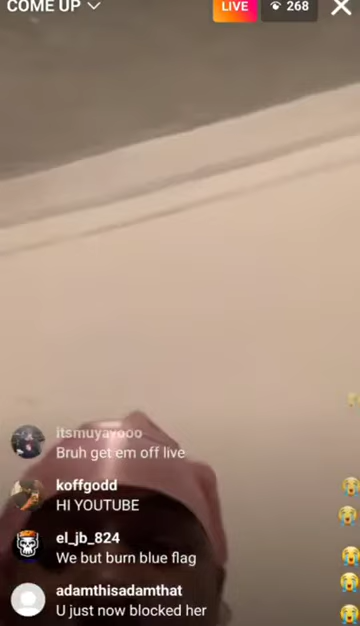 COME UP
LIVE
268
itsmuyayooo
Bruh get em off live
koffgodd
HI YOUTUBE
el_jb_824
We but burn blue flag
adamthisadamthat
U just now blocked her